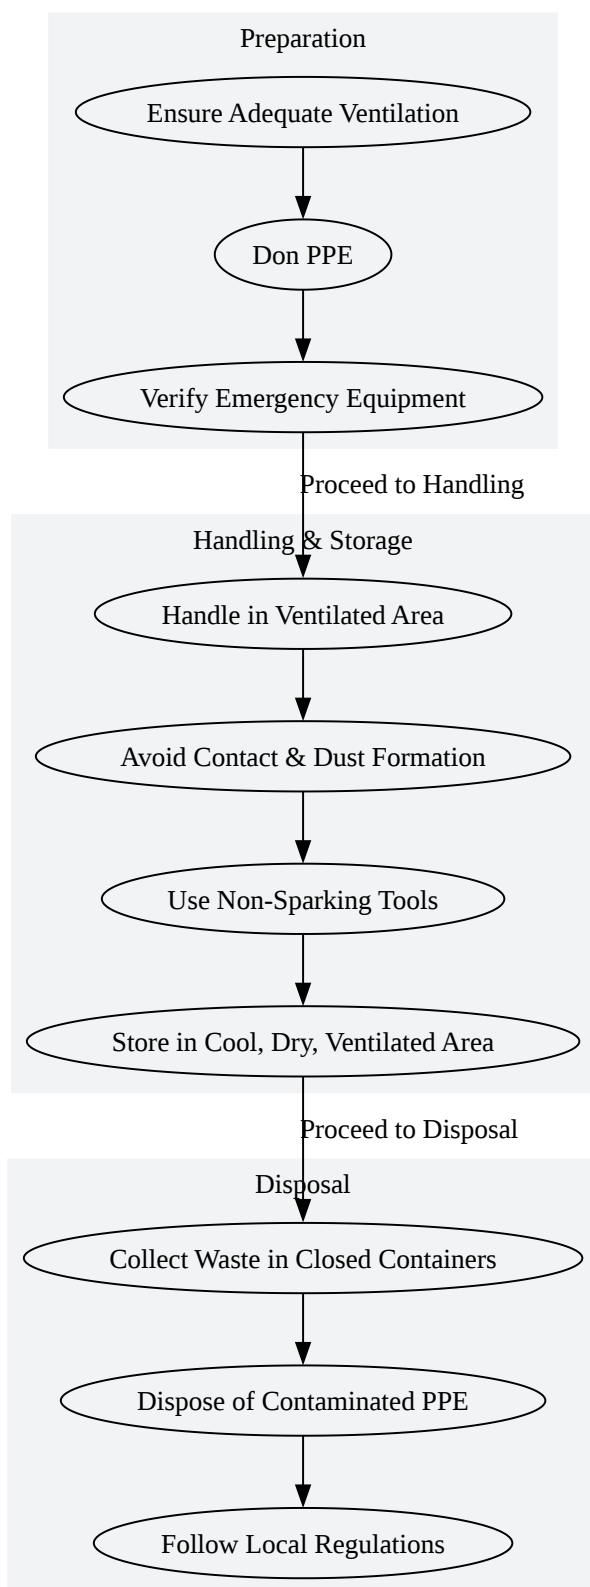 Preparation
Ensure Adequate Ventilation
Don PPE
Verify Emergency Equipment
Proceed to Handling
Handling & Storage
Handle in Ventilated Area
Avoid Contact & Dust Formation
Use Non-Sparking Tools
Store in Cool, Dry, Ventilated Area
Proceed to Disposal
Disposal
Collect Waste in Closed Containers
Dispose of Contaminated PPE
Follow Local Regulations